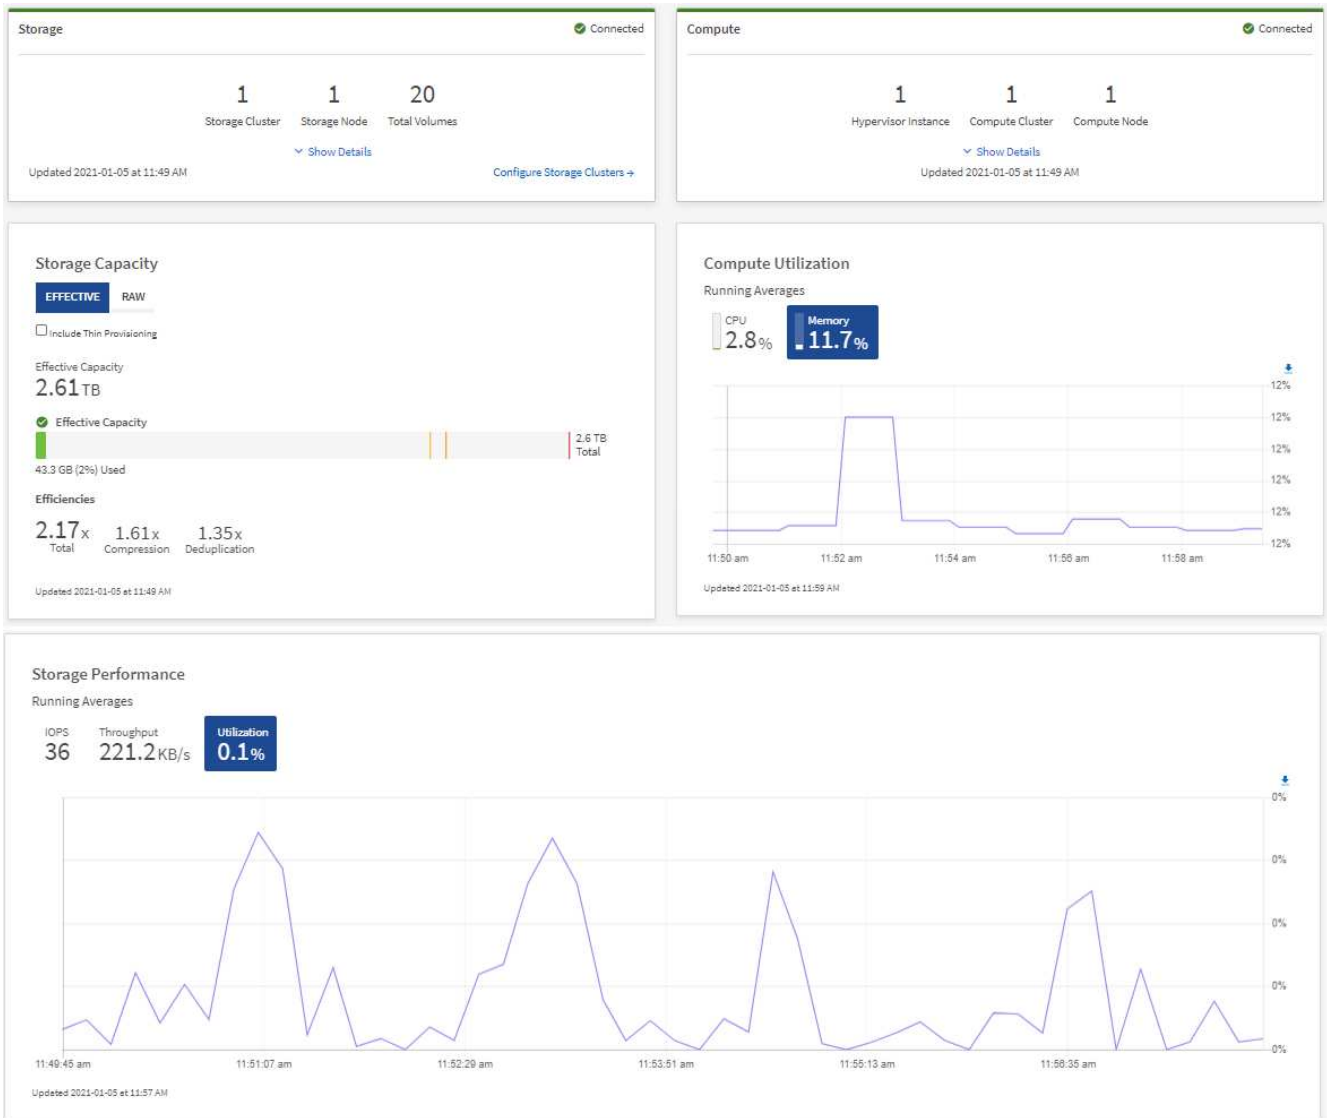 Storage
Connected
1 1 20
Storage Cluster Storage Node Total Volumes
Show Details
Updated 2021-01-05 at 11:49 AM
Configure Storage Clusters →
Compute
Connected
1 1 1
Hypervisor Instance Compute Cluster Compute Node
Show Details
Updated 2021-01-05 at 11:49 AM
Storage Capacity
EFFECTIVE RAW
Include Thin Provisioning
Effective Capacity
2.61 TB
Effective Capacity
2.6 TB
Total
43.3 GB (2%) Used
Efficiencies
2.17x 1.61x 1.35x
Total Compression Deduplication
Updated 2021-01-05 at 11:49 AM
Compute Utilization
Running Averages
CPU
2.8%
Memory
11.7%
12%
12%
12%
12%
12%
12%
11:50 am 11:52 am 11:54 am 11:56 am 11:58 am
Updated 2021-01-05 at 11:59 AM
Storage Performance
Running Averages
IOPS Throughput Utilization
36 221.2 KB/s 0.1%
0%
0%
0%
0%
0%
11:49:45 am 11:51:07 am 11:52:29 am 11:53:51 am 11:55:13 am 11:56:35 am
Updated 2021-01-05 at 11:57 AM